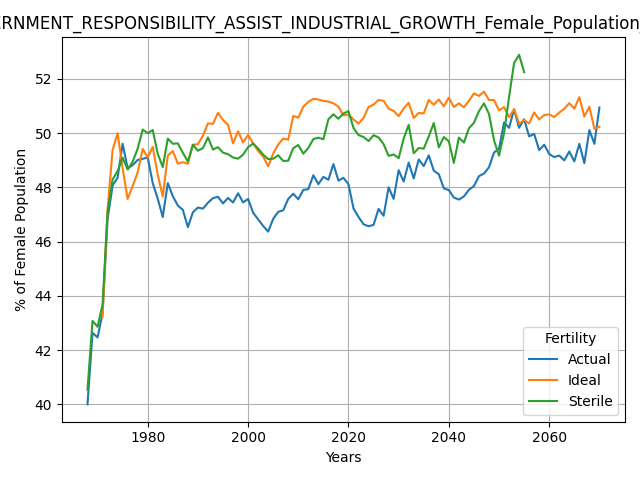 ERNMENT_RESPONSIBILITY_ASSIST_INDUSTRIAL_GROWTH_Female_Population
% of Female Population
52
50
48
46
44
42
40
1980
2000
2020
2040
2060
Years
Fertility
Actual
Ideal
Sterile